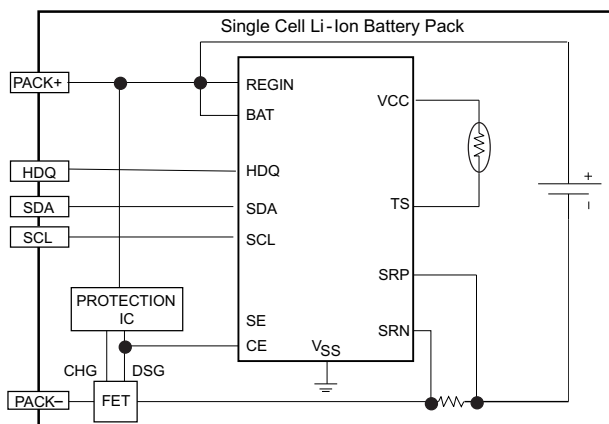 Single Cell Li-Ion Battery Pack
PACK+
REGIN
VCC
BAT
HDQ
HDQ
+
SDA
SDA
TS
-
SCL
SCL
SRP
PROTECTION
IC
SE
SRN
CE
VSS
CHG
DSG
PACK–
FET